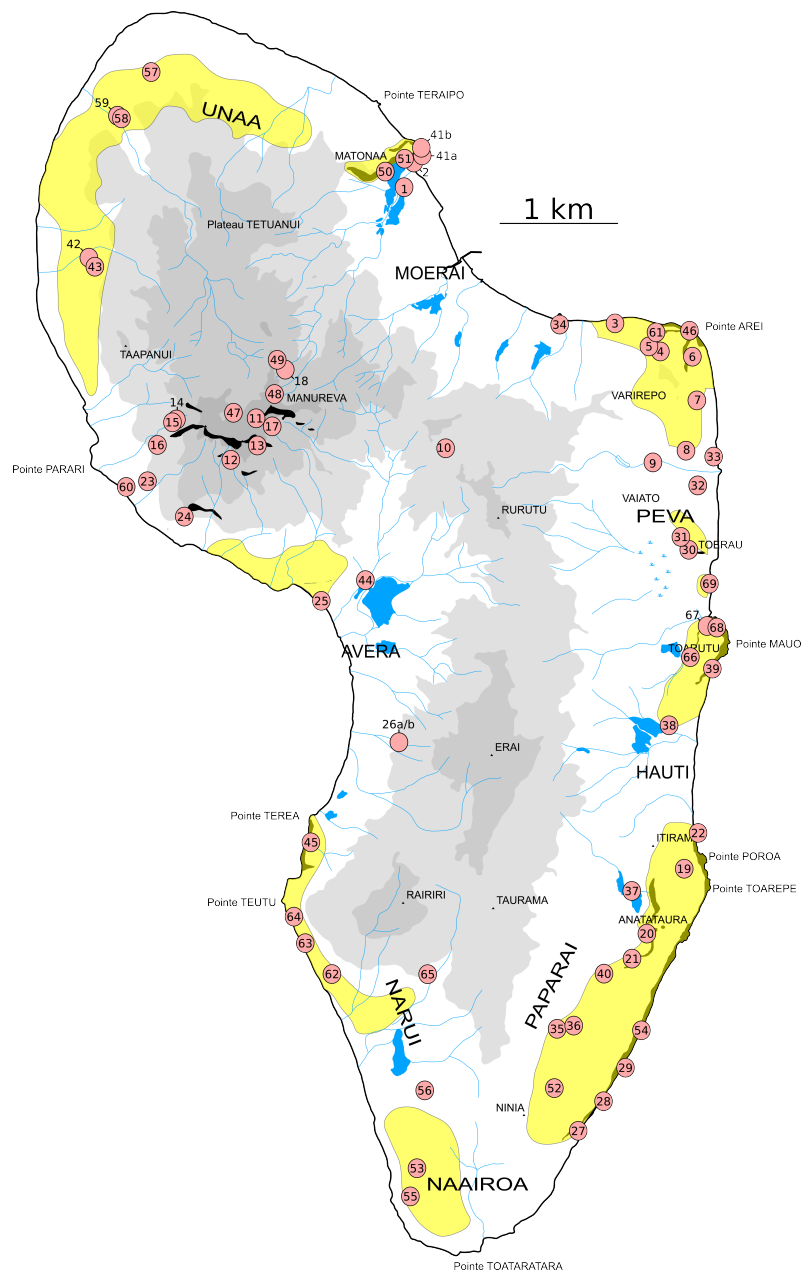 57
Pointe TERAIPO
59
58
UNAA
41b
MATONAA
51
41a
50
2
1
1 km
Plateau TETUANUI
42
43
MOERAI
34
3
61
46
Pointe AREI
5
4
6
TAAPANUI
49
18
48
MANUREVA
VARIREPO
7
14
47
11
15
17
16
13
12
10
8
9
33
Pointe PARARI
60
23
32
VAIATO
24
RURUTU
PEVA
31
30
TOERAU
44
69
25
67
68
AVERA
TOARUTU
Pointe MAUO
66
39
26a/b
38
ERAI
HAUTI
Pointe TEREA
45
22
ITIRAM
Pointe POROA
19
Pointe TOAREPE
37
RAIRIRI
TAURAMA
Pointe TEUTU
64
ANATATAURA
20
63
21
62
65
40
PAPARAI
NARUI
35
36
54
29
56
52
28
NINIA
27
53
NAAIROA
55
Pointe TOATARATARA